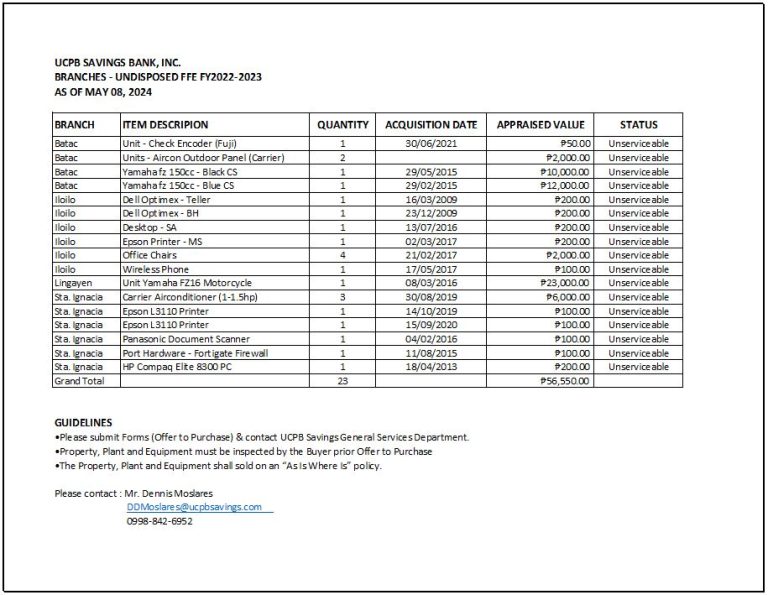 UCPB SAVINGS BANK, INC.
BRANCHES - UNDISPOSED FFE FY2022-2023
AS OF MAY 08, 2024
BRANCH ITEM DESCRIPION QUANTITY ACQUISITION DATE APPRAISED VALUE STATUS
Batac Unit - Check Encoder (Fuji) 1 30/06/2021 ₱50.00 Unserviceable
Batac Units - Aircon Outdoor Panel (Carrier) 2 ₱2,000.00 Unserviceable
Batac Yamaha fz 150cc - Black CS 1 29/05/2015 ₱10,000.00 Unserviceable
Batac Yamaha fz 150cc - Blue CS 1 29/02/2015 ₱12,000.00 Unserviceable
Iloilo Dell Optimex - Teller 1 16/03/2009 ₱200.00 Unserviceable
Iloilo Dell Optimex - BH 1 23/12/2009 ₱200.00 Unserviceable
Iloilo Desktop - SA 1 13/07/2016 ₱200.00 Unserviceable
Iloilo Epson Printer - MS 1 02/03/2017 ₱200.00 Unserviceable
Iloilo Office Chairs 4 21/02/2017 ₱2,000.00 Unserviceable
Iloilo Wireless Phone 1 17/05/2017 ₱100.00 Unserviceable
Lingayen Unit Yamaha FZ16 Motorcycle 1 08/03/2016 ₱23,000.00 Unserviceable
Sta. Ignacia Carrier Airconditioner (1-1.5hp) 3 30/08/2019 ₱6,000.00 Unserviceable
Sta. Ignacia Epson L3110 Printer 1 14/10/2019 ₱100.00 Unserviceable
Sta. Ignacia Epson L3110 Printer 1 15/09/2020 ₱100.00 Unserviceable
Sta. Ignacia Panasonic Document Scanner 1 04/02/2016 ₱100.00 Unserviceable
Sta. Ignacia Port Hardware - Fortigate Firewall 1 11/08/2015 ₱100.00 Unserviceable
Sta. Ignacia HP Compaq Elite 8300 PC 1 18/04/2013 ₱200.00 Unserviceable
Grand Total 23 ₱56,550.00
GUIDELINES
•Please submit Forms (Offer to Purchase) & contact UCPB Savings General Services Department.
•Property, Plant and Equipment must be inspected by the Buyer prior Offer to Purchase
•The Property, Plant and Equipment shall sold on an "As Is Where Is" policy.
Please contact : Mr. Dennis Moslares
DDMoslares@ucpbsavings.com
0998-842-6952